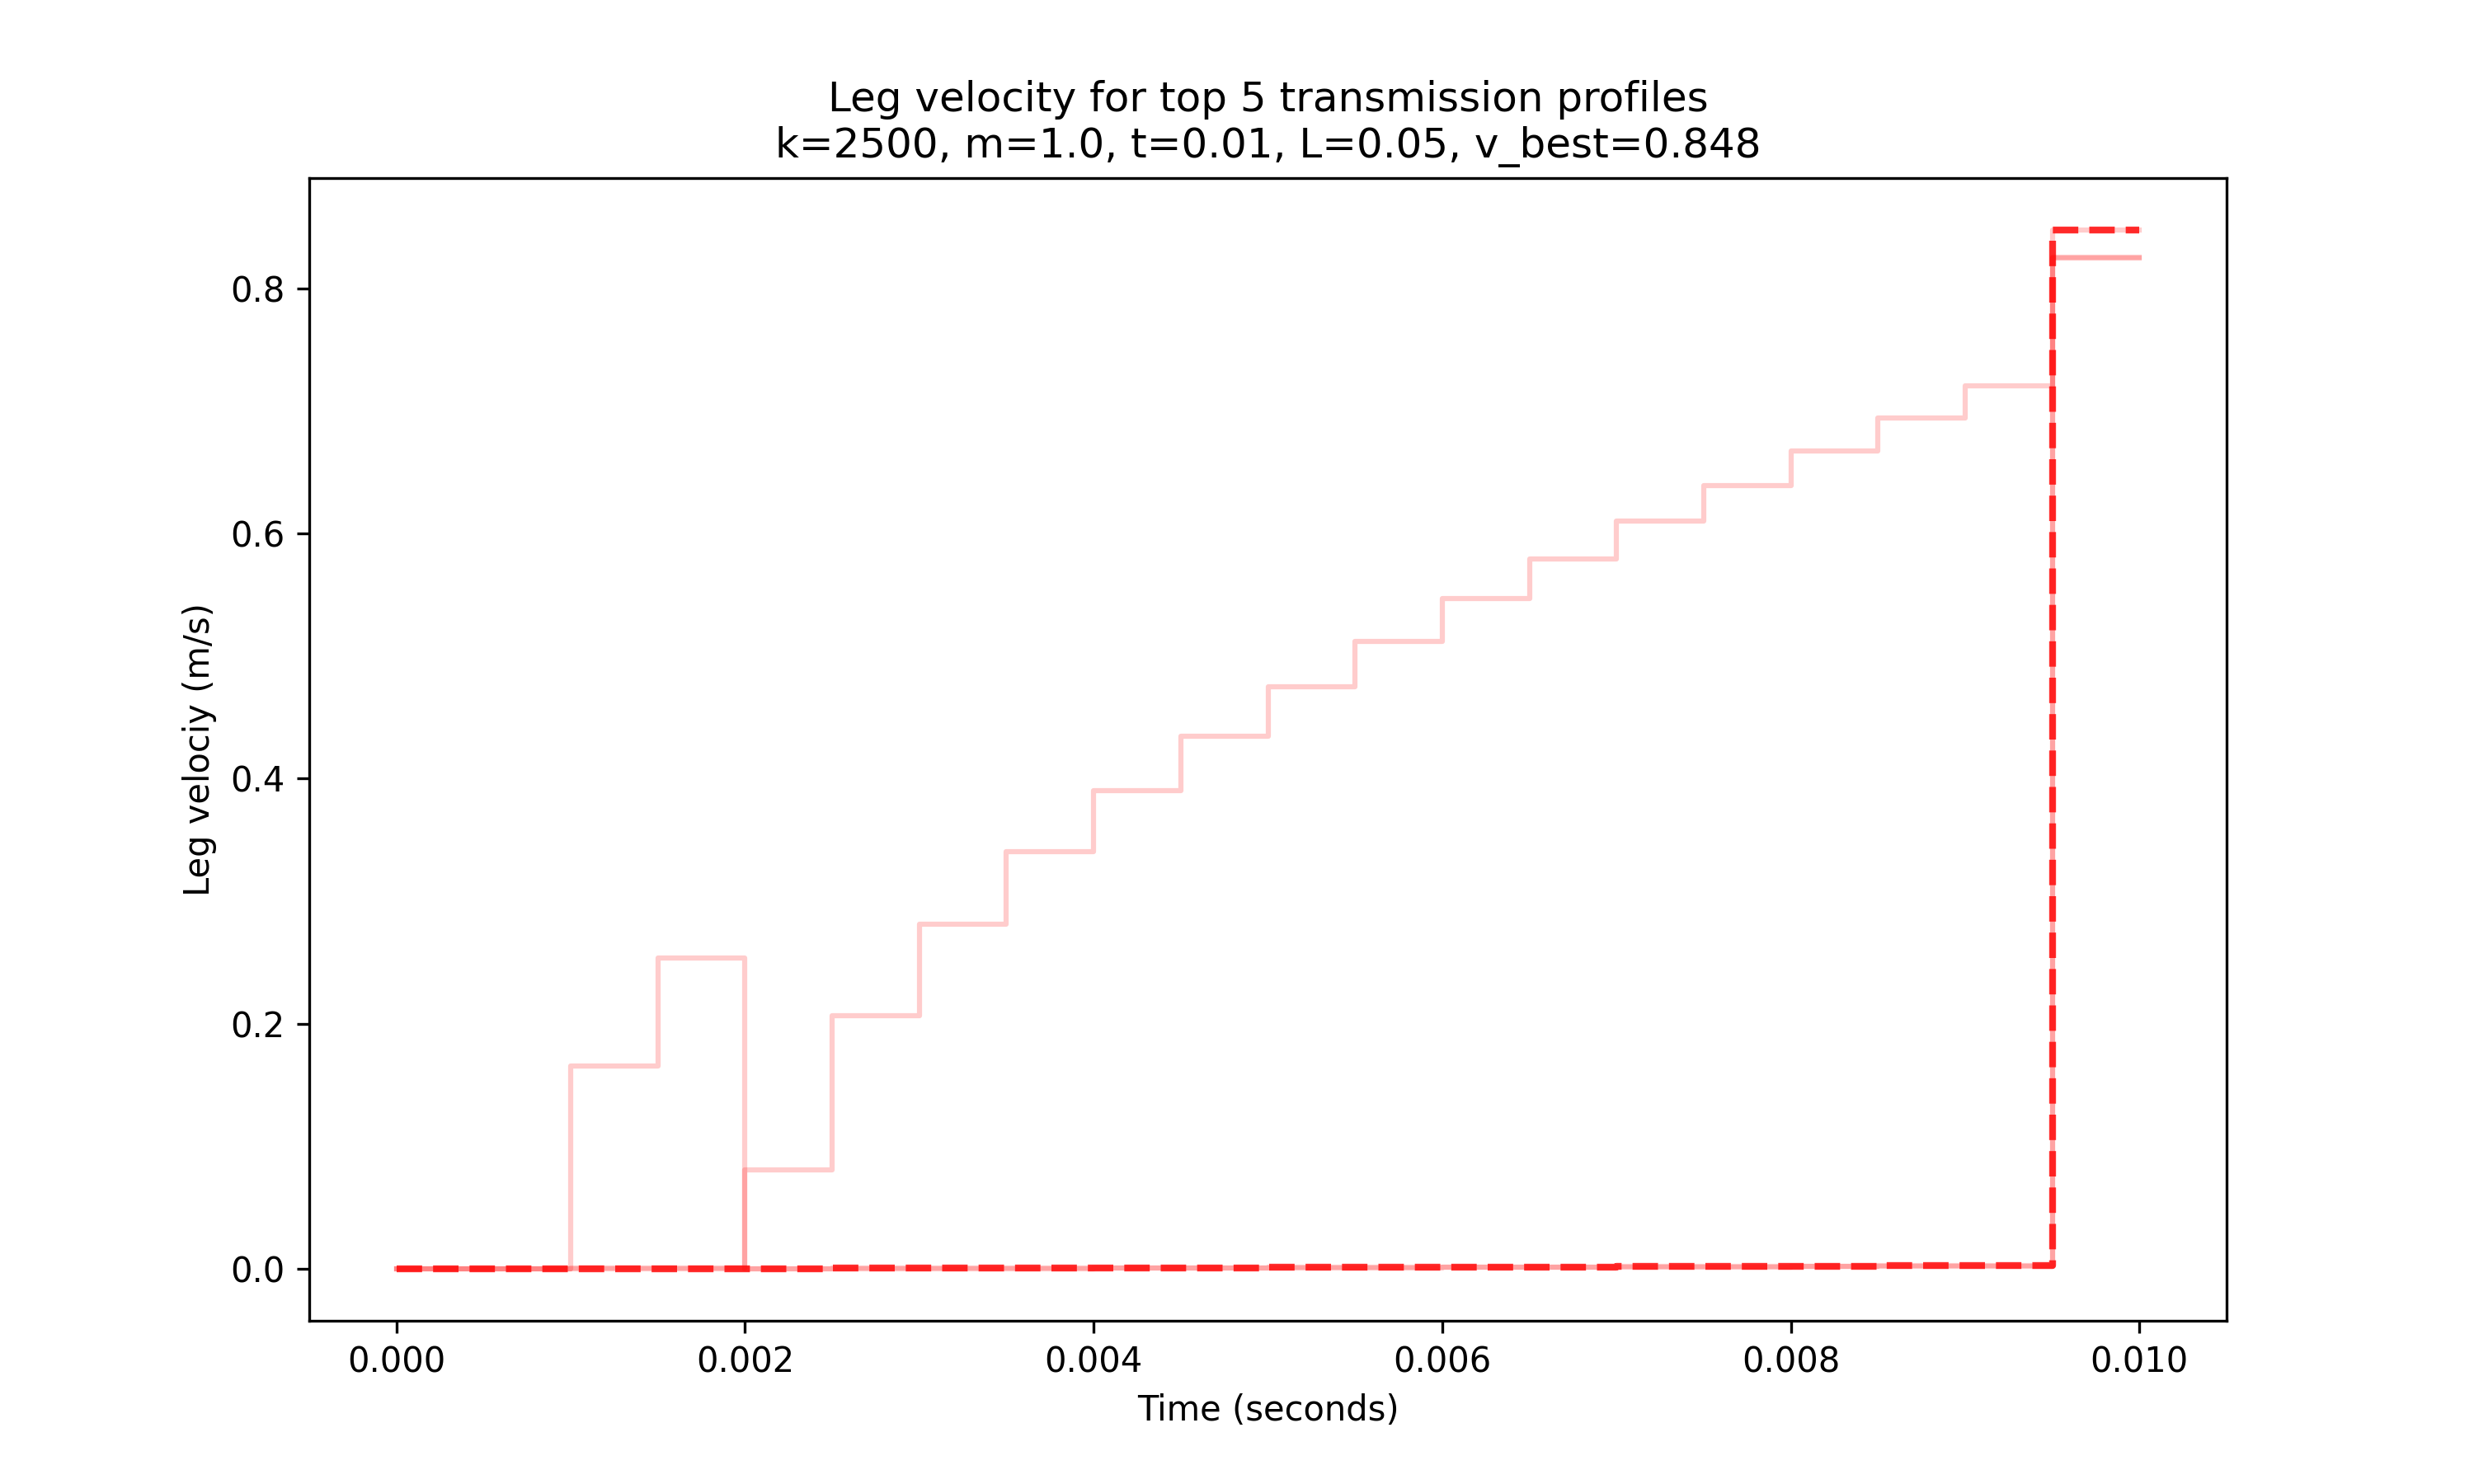 Leg velocity for top 5 transmission profiles
k=2500, m=1.0, t=0.01, L=0.05, v_best=0.848
Leg velociy (m/s)
0.8
0.6
0.4
0.2
0.0
0.000 0.002 0.004 0.006 0.008 0.010
Time (seconds)